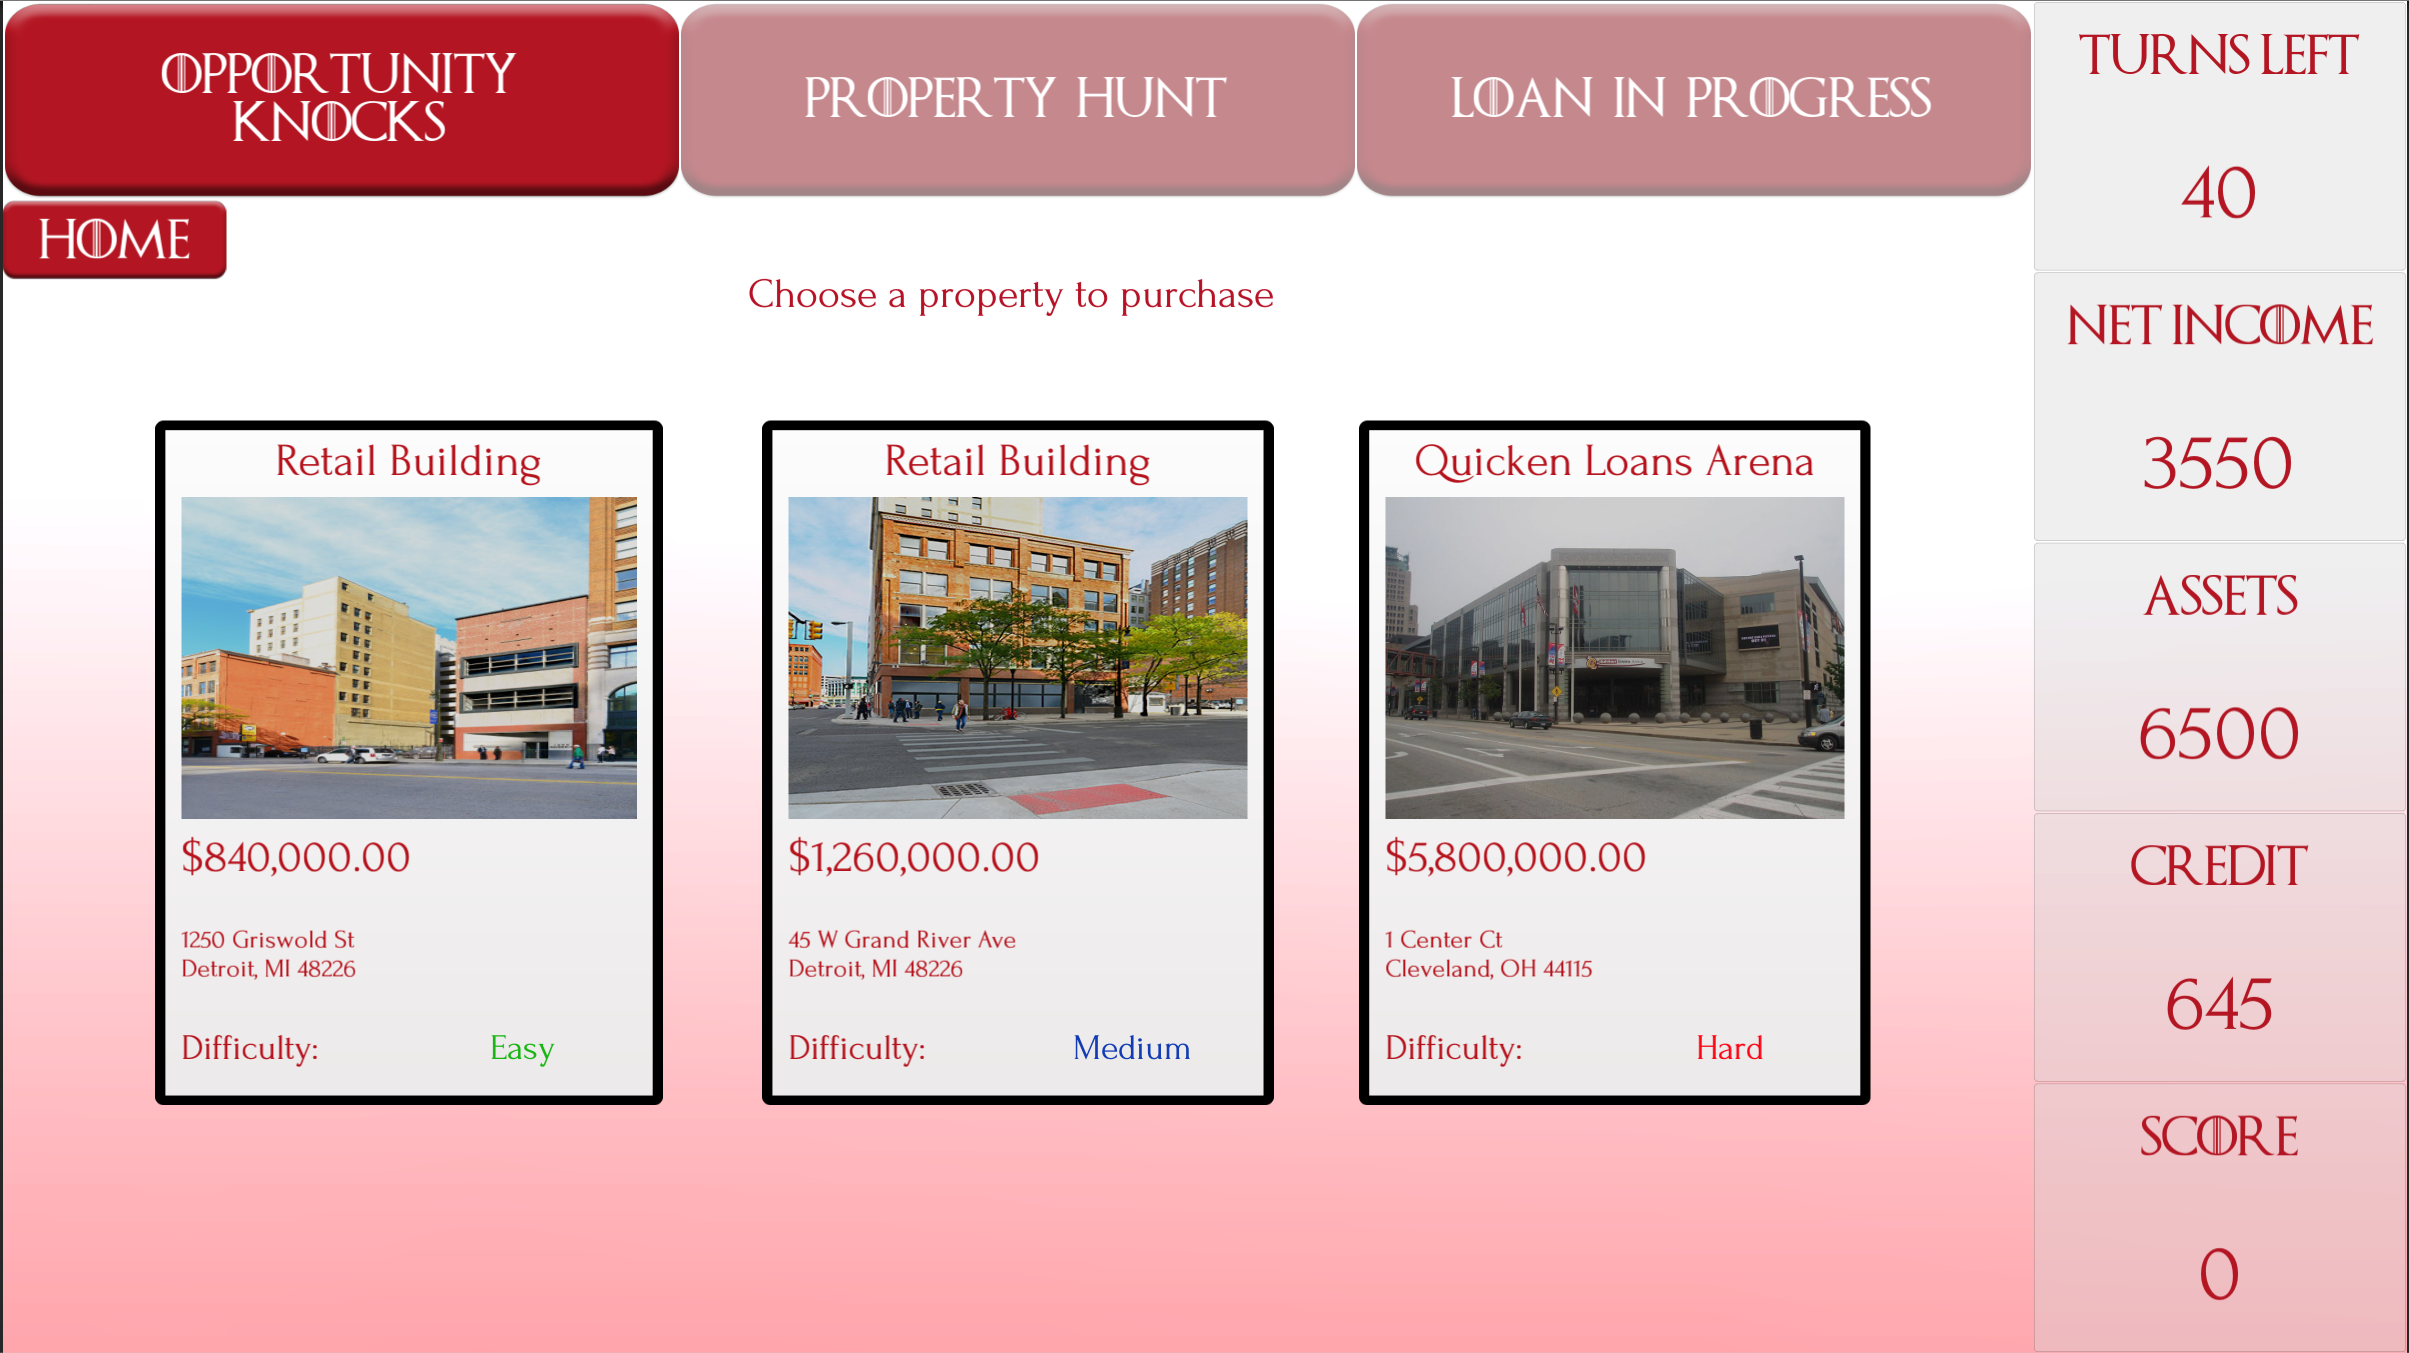 OPPORTUNITY
KNOCKS
PROPERTY HUNT
LOAN IN PROGRESS
TURNS LEFT
40
HOME
Choose a property to purchase
NET INCOME
3550
Retail Building
$840,000.00
1250 Griswold St
Detroit, MI 48226
Difficulty: Easy
Retail Building
$1,260,000.00
45 W Grand River Ave
Detroit, MI 48226
Difficulty: Medium
Quicken Loans Arena
$5,800,000.00
1 Center Ct
Cleveland, OH 44115
Difficulty: Hard
ASSETS
6500
CREDIT
645
SCORE
0